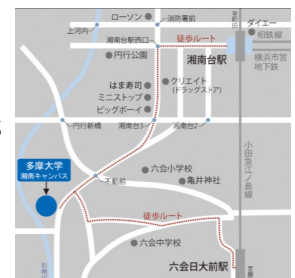 ローソン
消防署前
ダイエー
上河内
湘南台駅西口
徒歩ルート
相鉄線
円行公園
湘南台駅
横浜市営
地下鉄
はま寿司
クリエイト
(ドラッグストア)
ミニストップ
ビッグボーイ
円行新橋
湘南台3
湘南台2
小田急江ノ島線
多摩大学
湘南キャンパス
不動前
六会小学校
亀井神社
徒歩ルート
六会中学校
六会日大前駅